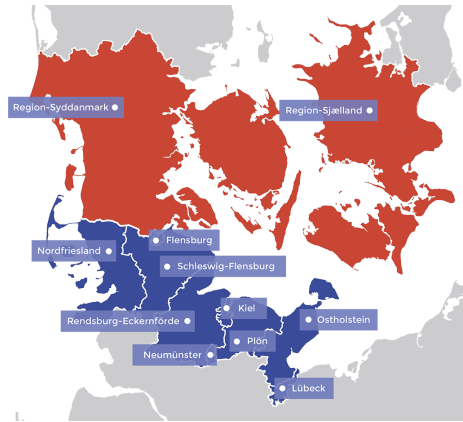 Region-Syddanmark
Region-Sjælland
Flensburg
Nordfriesland
Schleswig-Flensburg
Kiel
Rendsburg-Eckernförde
Ostholstein
Plön
Neumünster
Lübeck